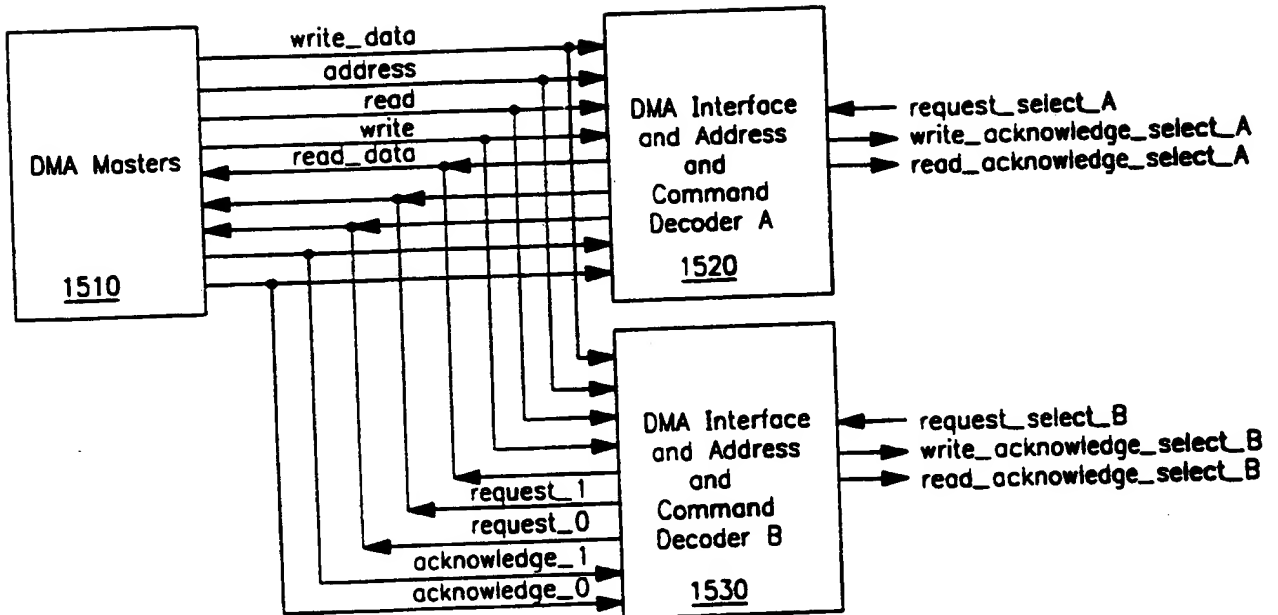 write_data
address
read
write
read_data
DMA Masters
1510
DMA Interface
and Address
and
Command
Decoder A
1520
request_select_A
write_acknowledge_select_A
read_acknowledge_select_A
DMA Interface
and Address
and
Command
Decoder B
1530
request_select_B
write_acknowledge_select_B
read_acknowledge_select_B
request_1
request_0
acknowledge_1
acknowledge_0